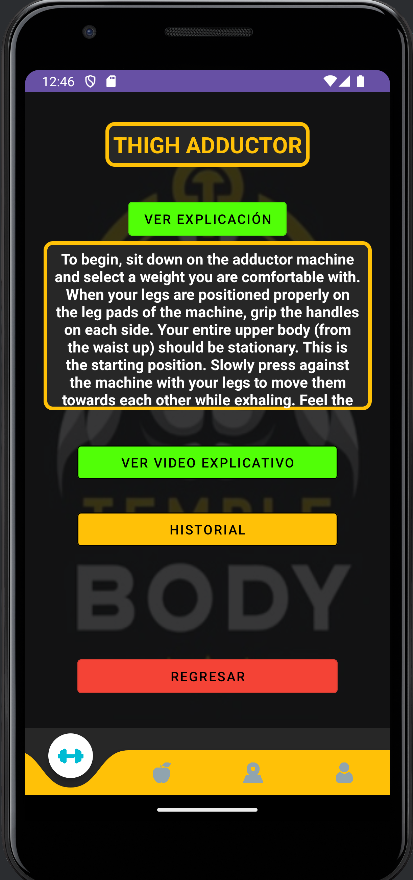 12:46
THIGH ADDUCTOR
VER EXPLICACIÓN
To begin, sit down on the adductor machine
and select a weight you are comfortable with.
When your legs are positioned properly on
the leg pads of the machine, grip the handles
on each side. Your entire upper body (from
the waist up) should be stationary. This is
the starting position. Slowly press against
the machine with your legs to move them
towards each other while exhaling. Feel the
VER VIDEO EXPLICATIVO
TEMPLE
HISTORIAL
BODY
REGRESAR